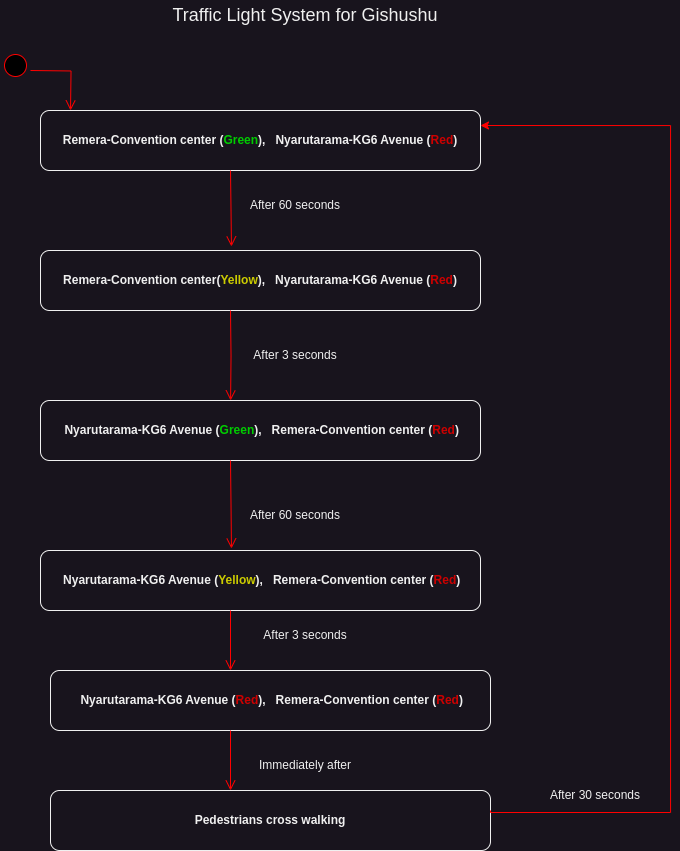 Traffic Light System for Gishushu
Remera-Convention center (Green), Nyarutarama-KG6 Avenue (Red)
After 60 seconds
Remera-Convention center(Yellow), Nyarutarama-KG6 Avenue (Red)
After 3 seconds
Nyarutarama-KG6 Avenue (Green), Remera-Convention center (Red)
After 60 seconds
Nyarutarama-KG6 Avenue (Yellow), Remera-Convention center (Red)
After 3 seconds
Nyarutarama-KG6 Avenue (Red), Remera-Convention center (Red)
Immediately after
After 30 seconds
Pedestrians cross walking